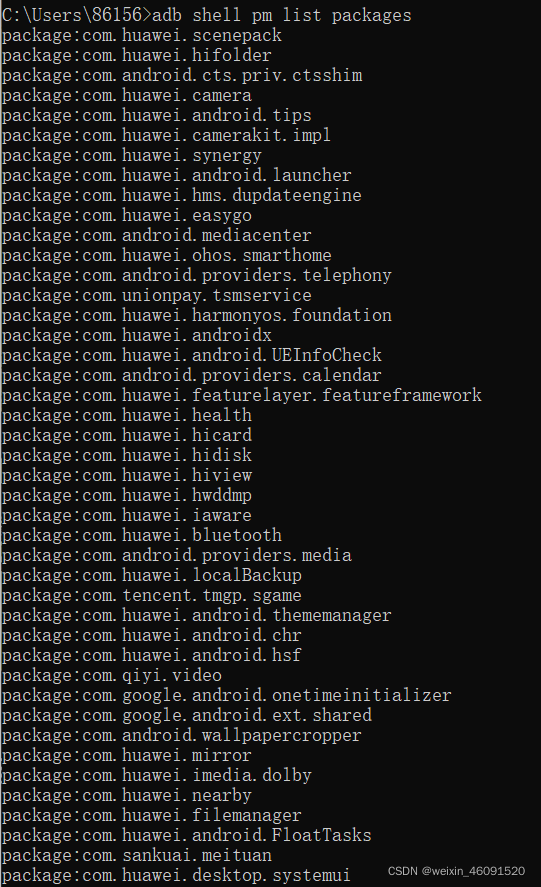 C:\Users\86156>adb shell pm list packages
package:com.huawei.scenepack
package:com.huawei.hifolder
package:com.android.cts.priv.ctsshim
package:com.huawei.camera
package:com.huawei.android.tips
package:com.huawei.camerakit.impl
package:com.huawei.synergy
package:com.huawei.android.launcher
package:com.huawei.hms.dupdateengine
package:com.huawei.easygo
package:com.android.mediacenter
package:com.huawei.ohos.smarthome
package:com.android.providers.telephony
package:com.unionpay.tsmservice
package:com.huawei.harmonyos.foundation
package:com.huawei.androidx
package:com.huawei.android.UEInfoCheck
package:com.android.providers.calendar
package:com.huawei.featurelayer.featureframework
package:com.huawei.health
package:com.huawei.hicard
package:com.huawei.hidisk
package:com.huawei.hiview
package:com.huawei.hwddmp
package:com.huawei.iaware
package:com.huawei.bluetooth
package:com.android.providers.media
package:com.huawei.localBackup
package:com.tencent.tmgp.sgame
package:com.huawei.android.thememanager
package:com.huawei.android.chr
package:com.huawei.android.hsf
package:com.qiyi.video
package:com.google.android.onetimeinitializer
package:com.google.android.ext.shared
package:com.android.wallpapercropper
package:com.huawei.mirror
package:com.huawei.imedia.dolby
package:com.huawei.nearby
package:com.huawei.filemanager
package:com.huawei.android.FloatTasks
package:com.sankuai.meituan
package:com.huawei.desktop.systemui
CSDN @weixin_46091520